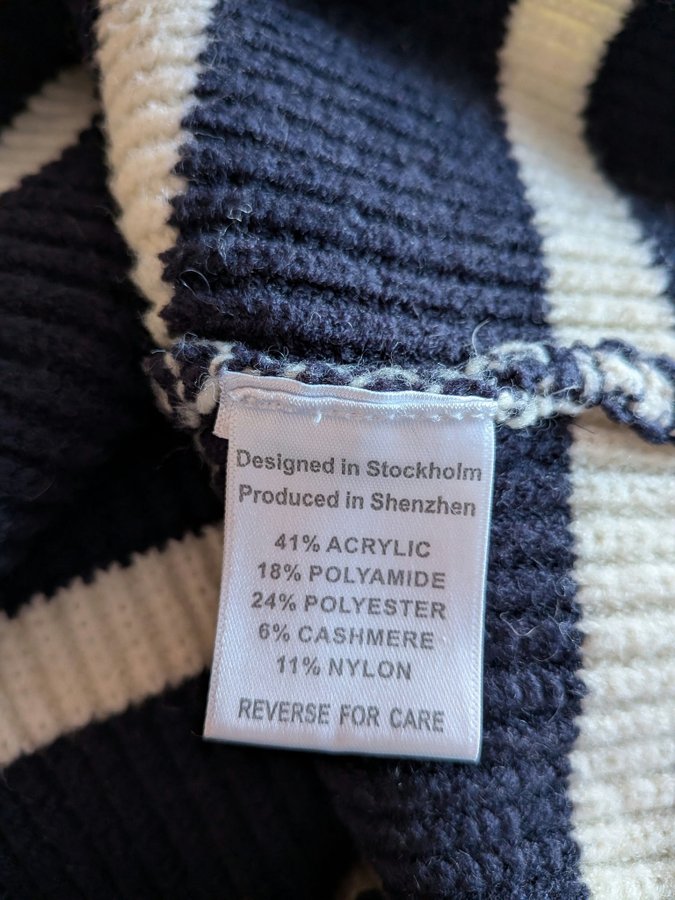 Designed in Stockholm
Produced in Shenzhen
41% ACRYLIC
18% POLYAMIDE
24% POLYESTER
6% CASHMERE
11% NYLON
REVERSE FOR CARE